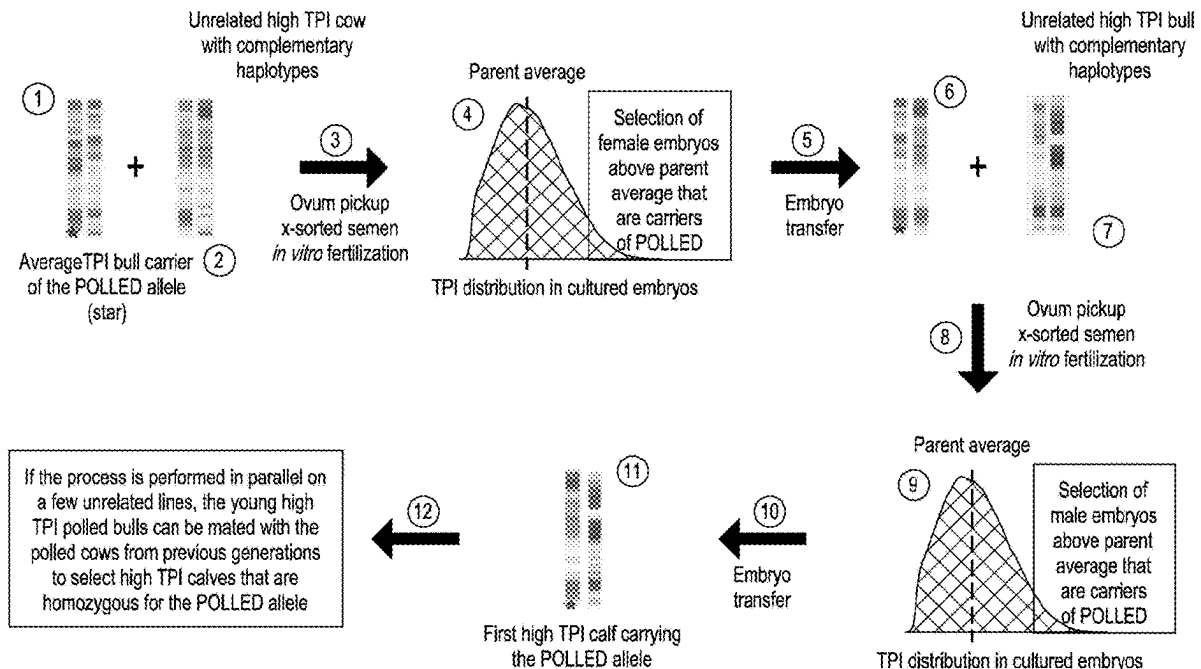 Unrelated high TPI cow
with complementary
haplotypes
1
+
2
Average TPI bull carrier
of the POLLED allele
(star)
3
Ovum pickup
x-sorted semen
in vitro fertilization
Parent average
4
Selection of
female embryos
above parent
average that
are carriers
of POLLED
TPI distribution in cultured embryos
5
Embryo
transfer
Unrelated high TPI bull
with complementary
haplotypes
6
+
7
8
Ovum pickup
x-sorted semen
in vitro fertilization
Parent average
9
Selection of
male embryos
above parent
average that
are carriers
of POLLED
TPI distribution in cultured embryos
10
Embryo
transfer
11
First high TPI calf carrying
the POLLED allele
12
If the process is performed in parallel on
a few unrelated lines, the young high
TPI polled bulls can be mated with the
polled cows from previous generations
to select high TPI calves that are
homozygous for the POLLED allele